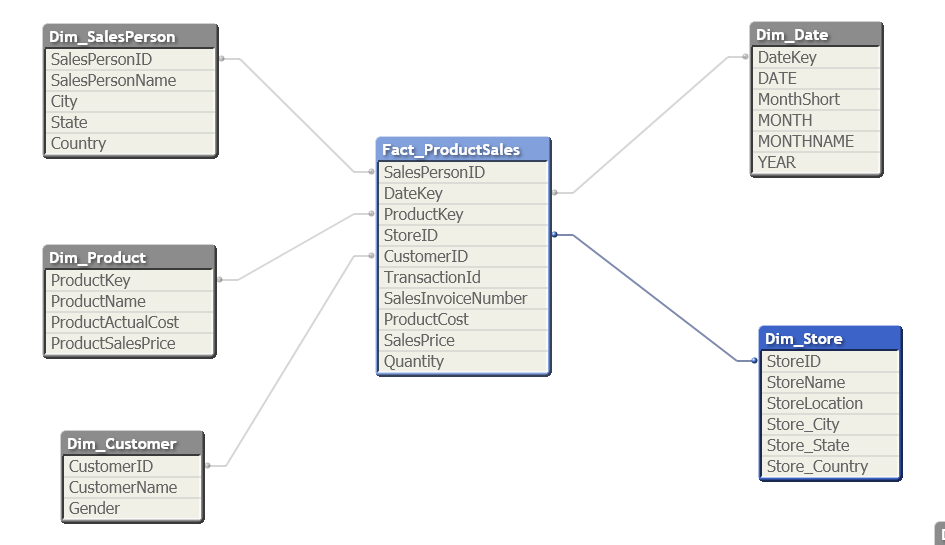 Dim_SalesPerson
SalesPersonID
SalesPersonName
City
State
Country
Dim_Product
ProductKey
ProductName
ProductActualCost
ProductSalesPrice
Dim_Customer
CustomerID
CustomerName
Gender
Fact_ProductSales
SalesPersonID
DateKey
ProductKey
StoreID
CustomerID
TransactionId
SalesInvoiceNumber
ProductCost
SalesPrice
Quantity
Dim_Date
DateKey
DATE
MonthShort
MONTH
MONTHNAME
YEAR
Dim_Store
StoreID
StoreName
StoreLocation
Store_City
Store_State
Store_Country